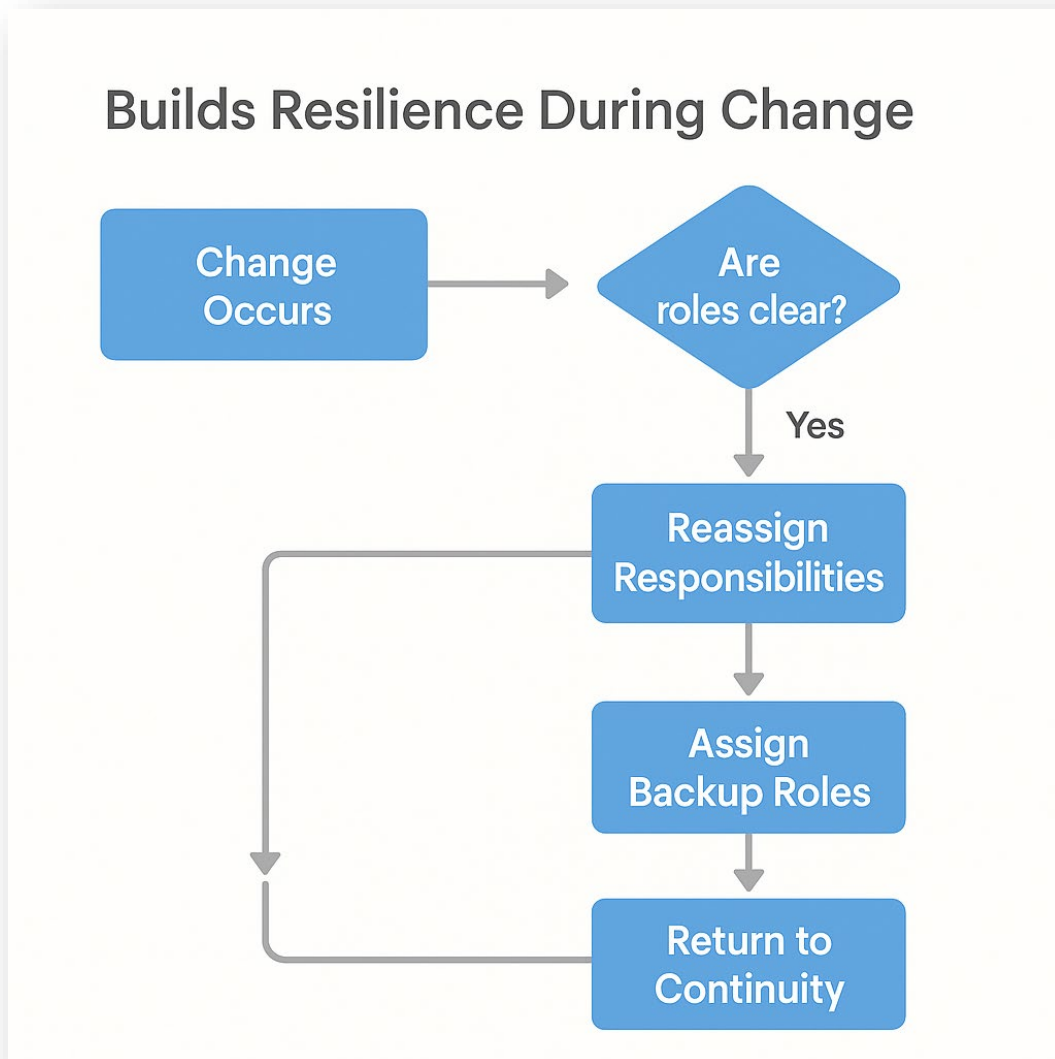 Builds Resilience During Change
Change
Occurs
Are
roles clear?
Yes
Reassign
Responsibilities
Assign
Backup Roles
Return to
Continuity